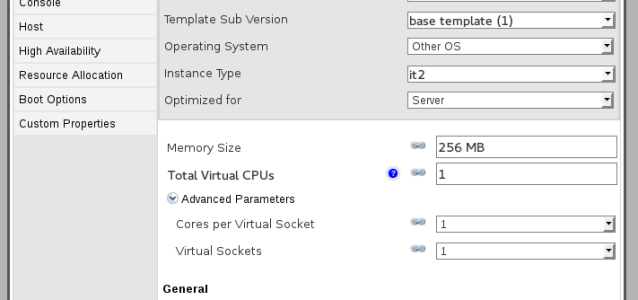 Console
Host
High Availability
Resource Allocation
Boot Options
Custom Properties
Template Sub Version
base template (1)
Operating System
Other OS
Instance Type
it2
Optimized for
Server
Memory Size
256 MB
Total Virtual CPUs
?
1
Advanced Parameters
Cores per Virtual Socket
1
Virtual Sockets
1
General